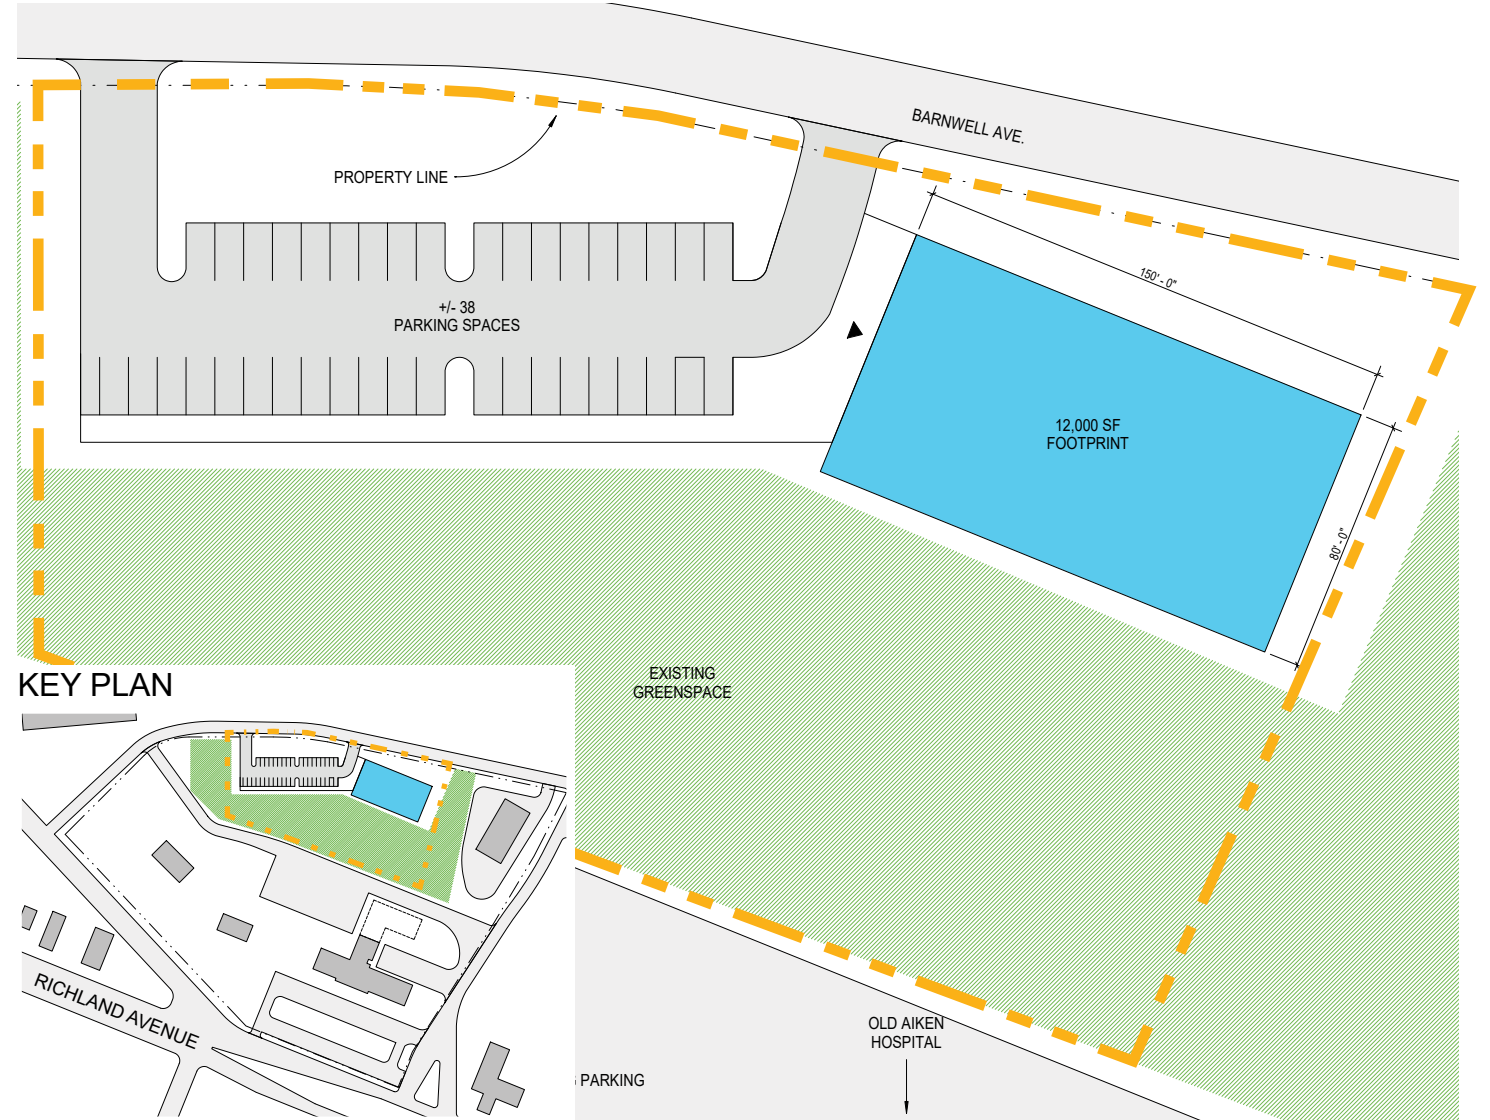 BARNWELL AVE.
PROPERTY LINE
150' - 0"
+/- 38
PARKING SPACES
12,000 SF
FOOTPRINT
80' - 0"
EXISTING
GREENSPACE
KEY PLAN
RICHLAND AVENUE
OLD AIKEN
HOSPITAL
PARKING